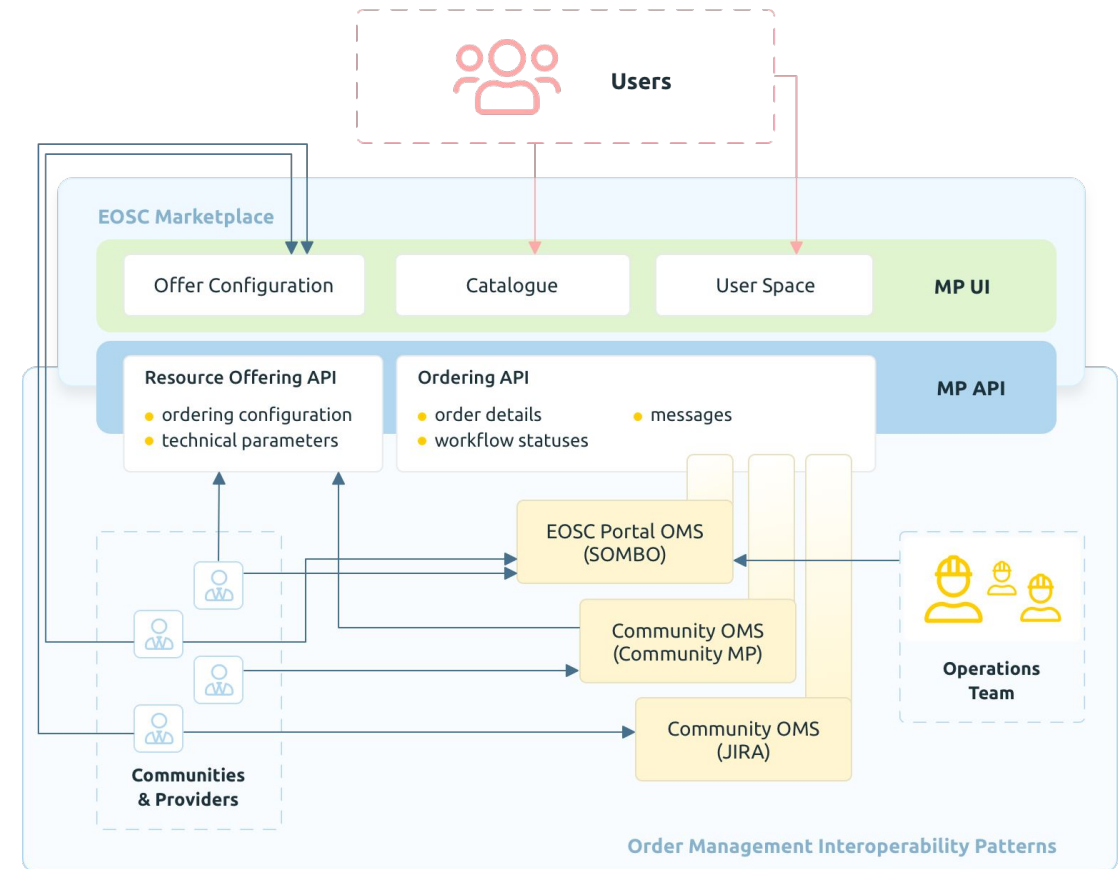 Users
EOSC Marketplace
Offer Configuration
Catalogue
User Space
MP UI
Resource Offering API
ordering configuration
technical parameters
Ordering API
order details
workflow statuses
messages
MP API
EOSC Portal OMS
(SOMBO)
Community OMS
(Community MP)
Community OMS
(JIRA)
Operations
Team
Communities
& Providers
Order Management Interoperability Patterns